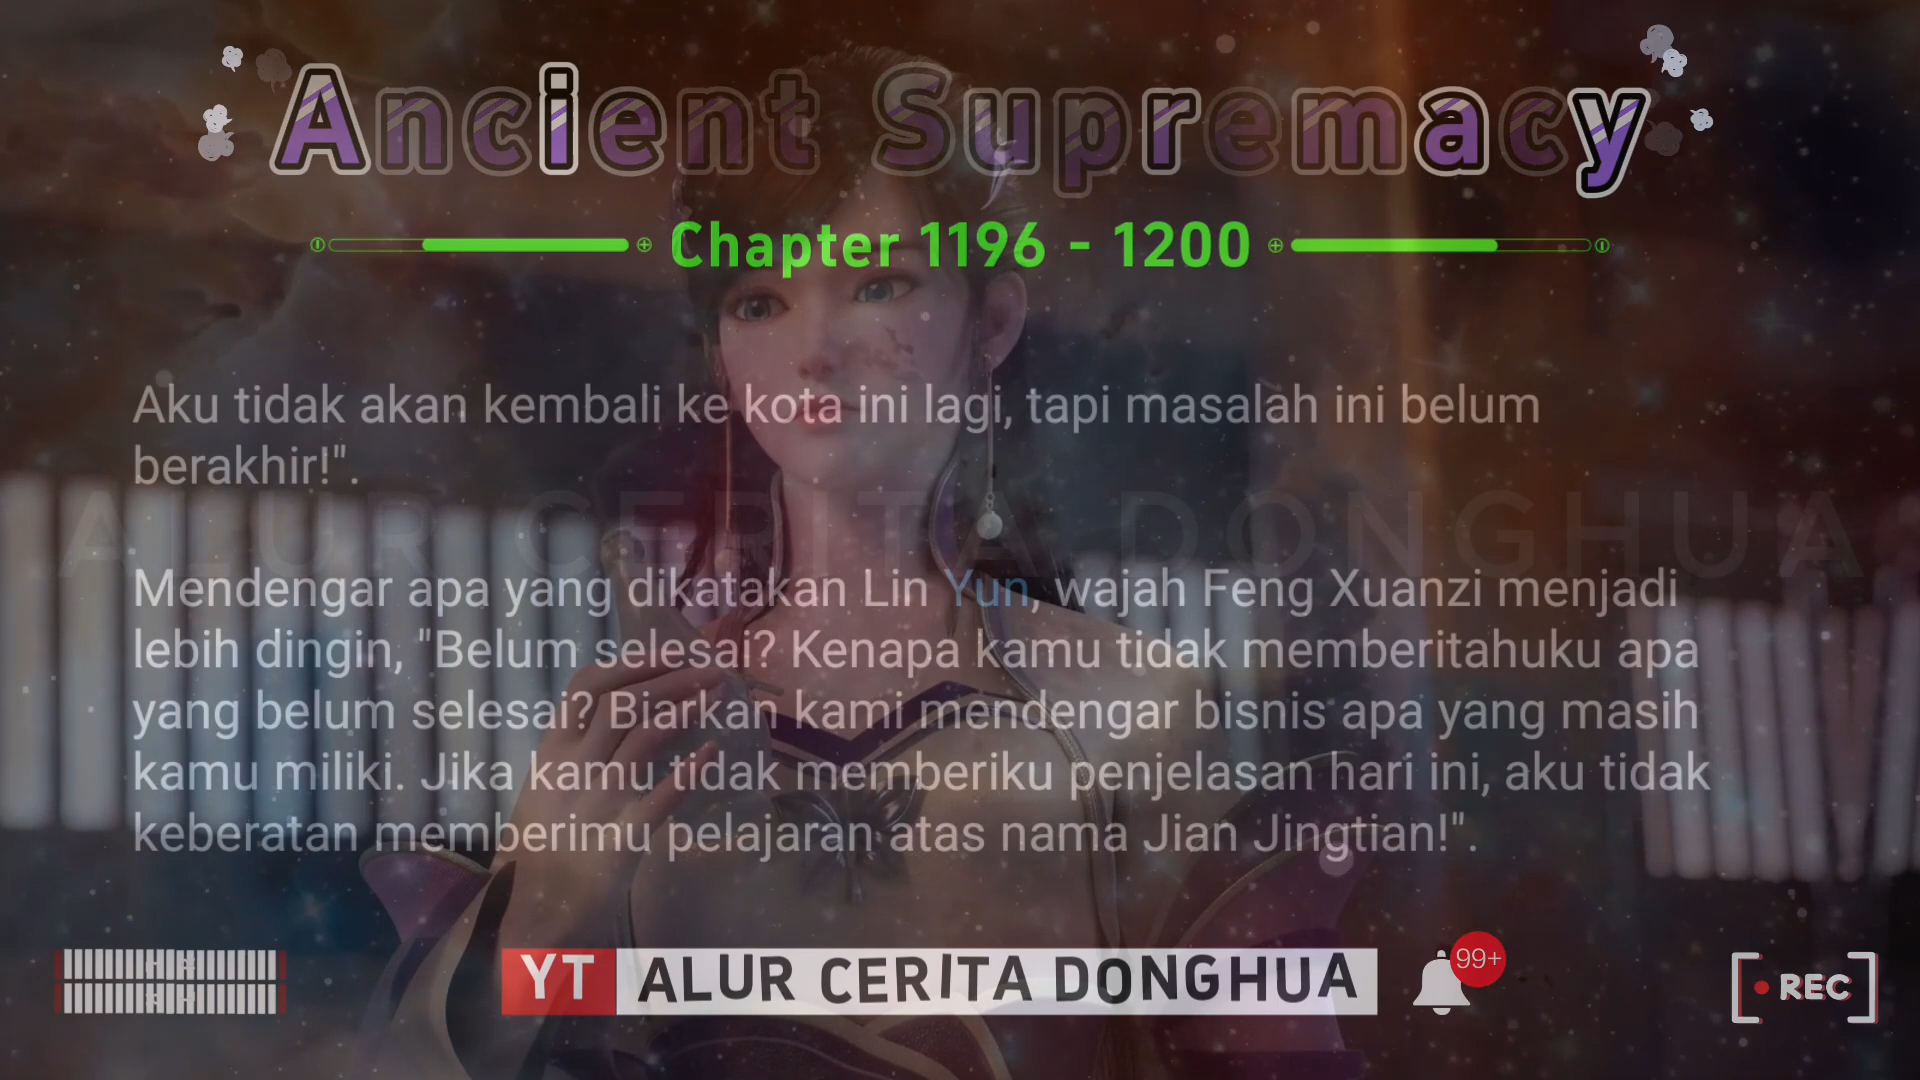 Ancient Supremacy
Chapter 1196 - 1200
Aku tidak akan kembali ke kota ini lagi, tapi masalah ini belum
berakhir!".
ALUR CERITA DONGHUA
Mendengar apa yang dikatakan Lin Yun, wajah Feng Xuanzi menjadi
lebih dingin, "Belum selesai? Kenapa kamu tidak memberitahuku apa
yang belum selesai? Biarkan kami mendengar bisnis apa yang masih
kamu miliki. Jika kamu tidak memberiku penjelasan hari ini, aku tidak
keberatan memberimu pelajaran atas nama Jian Jingtian!".
YT ALUR CERITA DONGHUA
99+
REC